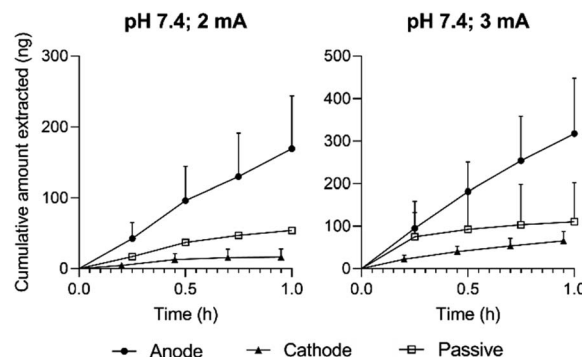 pH 7.4; 2 mA
pH 7.4; 3 mA
Cumulative amount extracted (ng)
300
200
100
0
0.0 0.5 1.0
Time (h)
500
400
300
200
100
0
0.0 0.5 1.0
Time (h)
Anode Cathode Passive